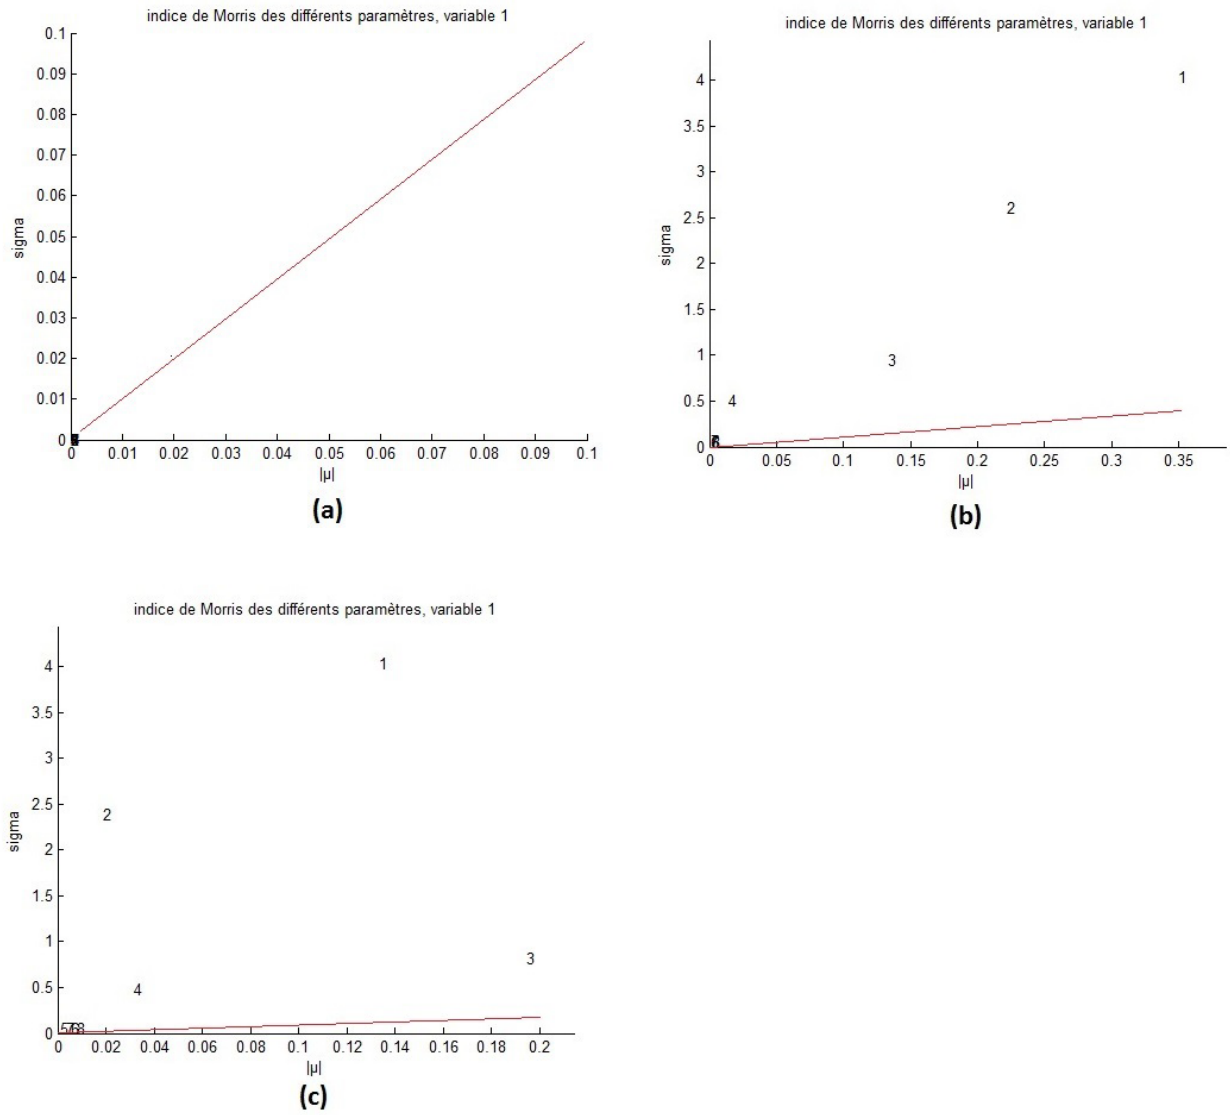 indice de Morris des différents paramètres, variable 1
0.1
0.09
0.08
0.07
0.06
0.05
0.04
0.03
0.02
0.01
0
sigma
0 0.01 0.02 0.03 0.04 0.05 0.06 0.07 0.08 0.09 0.1
|µ|
(a)
indice de Morris des différents paramètres, variable 1
4
3.5
3
2.5
2
1.5
1
0.5
0
sigma
1
2
3
4
0 0.05 0.1 0.15 0.2 0.25 0.3 0.35
|µ|
(b)
indice de Morris des différents paramètres, variable 1
4
3.5
3
2.5
2
1.5
1
0.5
0
sigma
1
2
3
4
0 0.02 0.04 0.06 0.08 0.1 0.12 0.14 0.16 0.18 0.2
|µ|
(c)